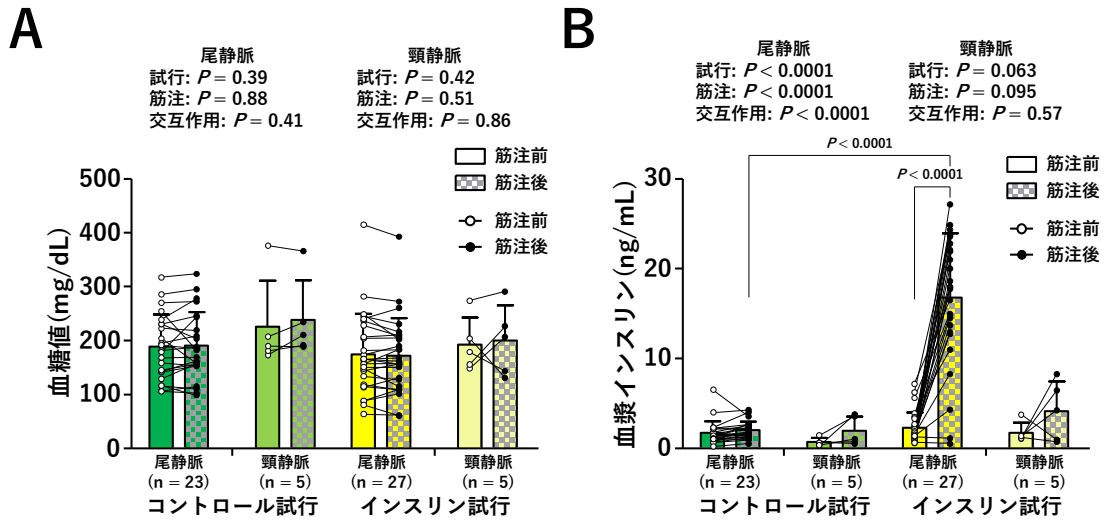 A
尾静脈
試行: P = 0.39
筋注: P = 0.88
交互作用: P = 0.41
頸静脈
試行: P = 0.42
筋注: P = 0.51
交互作用: P = 0.86
筋注前
筋注後
筋注前
筋注後
血糖値(mg/dL)
500
400
300
200
100
0
尾静脈
(n = 23)
頸静脈
(n = 5)
尾静脈
(n = 27)
頸静脈
(n = 5)
コントロール試行
インスリン試行
B
尾静脈
試行: P < 0.0001
筋注: P < 0.0001
交互作用: P < 0.0001
頸静脈
試行: P = 0.063
筋注: P = 0.095
交互作用: P = 0.57
P < 0.0001
P < 0.0001
筋注前
筋注後
筋注前
筋注後
血漿インスリン(ng/mL)
30
20
10
0
尾静脈
(n = 23)
頸静脈
(n = 5)
尾静脈
(n = 27)
頸静脈
(n = 5)
コントロール試行
インスリン試行